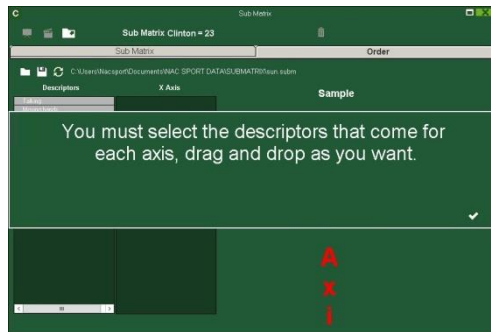 C
Sub Metrix
Sub Matrix Clinton = 23
Sub Matrix
Order
C:\Users\Nacsport\Documents\NAC SPORT DATA\SUBMATRIX\sun.subm
Descriptors
X Axis
Sample
Talking
You must select the descriptors that come for
each axis, drag and drop as you want.
A
x
i